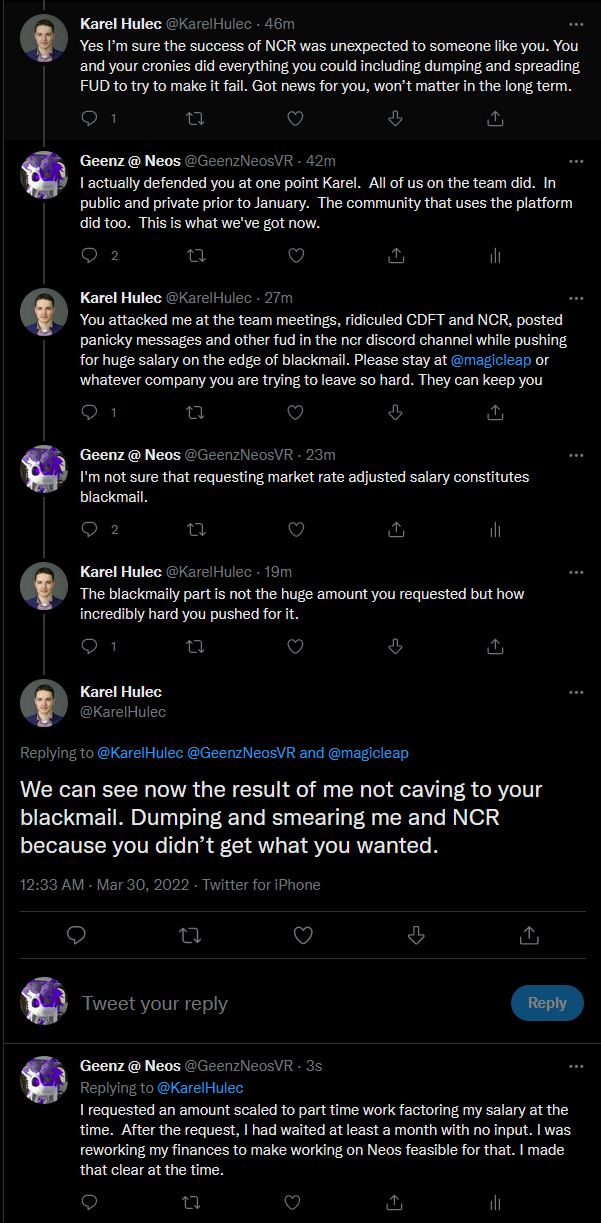 Karel Hulec @KarelHulec · 46m
Yes I’m sure the success of NCR was unexpected to someone like you. You
and your cronies did everything you could including dumping and spreading
FUD to try to make it fail. Got news for you, won’t matter in the long term.
1
Geenz @ Neos @GeenzNeosVR · 42m
I actually defended you at one point Karel.  All of us on the team did.  In
public and private prior to January.  The community that uses the platform
did too.  This is what we've got now.
2
Karel Hulec @KarelHulec · 27m
You attacked me at the team meetings, ridiculed CDFT and NCR, posted
panicky messages and other fud in the ncr discord channel while pushing
for huge salary on the edge of blackmail. Please stay at @magicleap or
whatever company you are trying to leave so hard. They can keep you
1
Geenz @ Neos @GeenzNeosVR · 23m
I'm not sure that requesting market rate adjusted salary constitutes
blackmail.
2
Karel Hulec @KarelHulec · 19m
The blackmaily part is not the huge amount you requested but how
incredibly hard you pushed for it.
1
Karel Hulec
@KarelHulec
Replying to @KarelHulec @GeenzNeosVR and @magicleap
We can see now the result of me not caving to your
blackmail. Dumping and smearing me and NCR
because you didn’t get what you wanted.
12:33 AM · Mar 30, 2022 · Twitter for iPhone
Tweet your reply
Reply
Geenz @ Neos @GeenzNeosVR · 3s
Replying to @KarelHulec
I requested an amount scaled to part time work factoring my salary at the
time.  After the request, I had waited at least a month with no input. I was
reworking my finances to make working on Neos feasible for that. I made
that clear at the time.